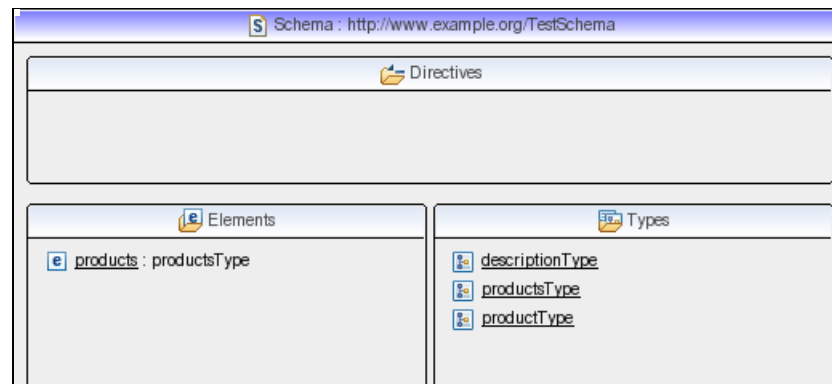 Schema : http://www.example.org/TestSchema
Directives
Elements
products : productsType
Types
descriptionType
productsType
productType